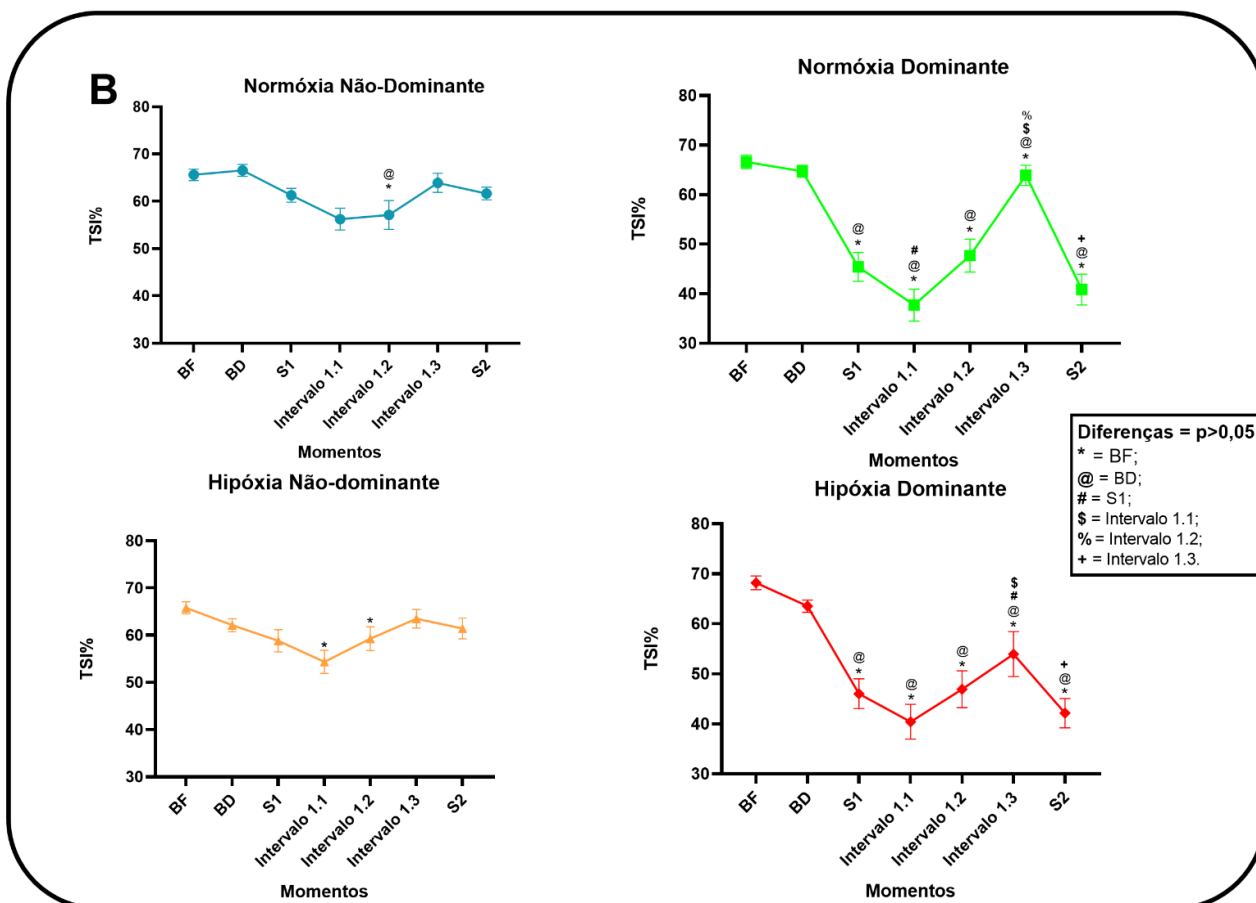 B
Normóxia Não-Dominante
TSI%
80
70
60
50
40
30
@
*
BF
BD
S1
Intervalo 1.1
Intervalo 1.2
Intervalo 1.3
S2
Momentos
Normóxia Dominante
TSI%
80
70
60
50
40
30
@
*
#
@
*
@
*
%
$
@
*
+
@
*
BF
BD
S1
Intervalo 1.1
Intervalo 1.2
Intervalo 1.3
S2
Momentos
Diferenças = p>0,05
* = BF;
@ = BD;
# = S1;
$ = Intervalo 1.1;
% = Intervalo 1.2;
+ = Intervalo 1.3.
Hipóxia Não-dominante
TSI%
80
70
60
50
40
30
*
*
BF
BD
S1
Intervalo 1.1
Intervalo 1.2
Intervalo 1.3
S2
Momentos
Hipóxia Dominante
TSI%
80
70
60
50
40
30
@
*
@
*
@
*
$
#
@
*
+
@
*
BF
BD
S1
Intervalo 1.1
Intervalo 1.2
Intervalo 1.3
S2
Momentos